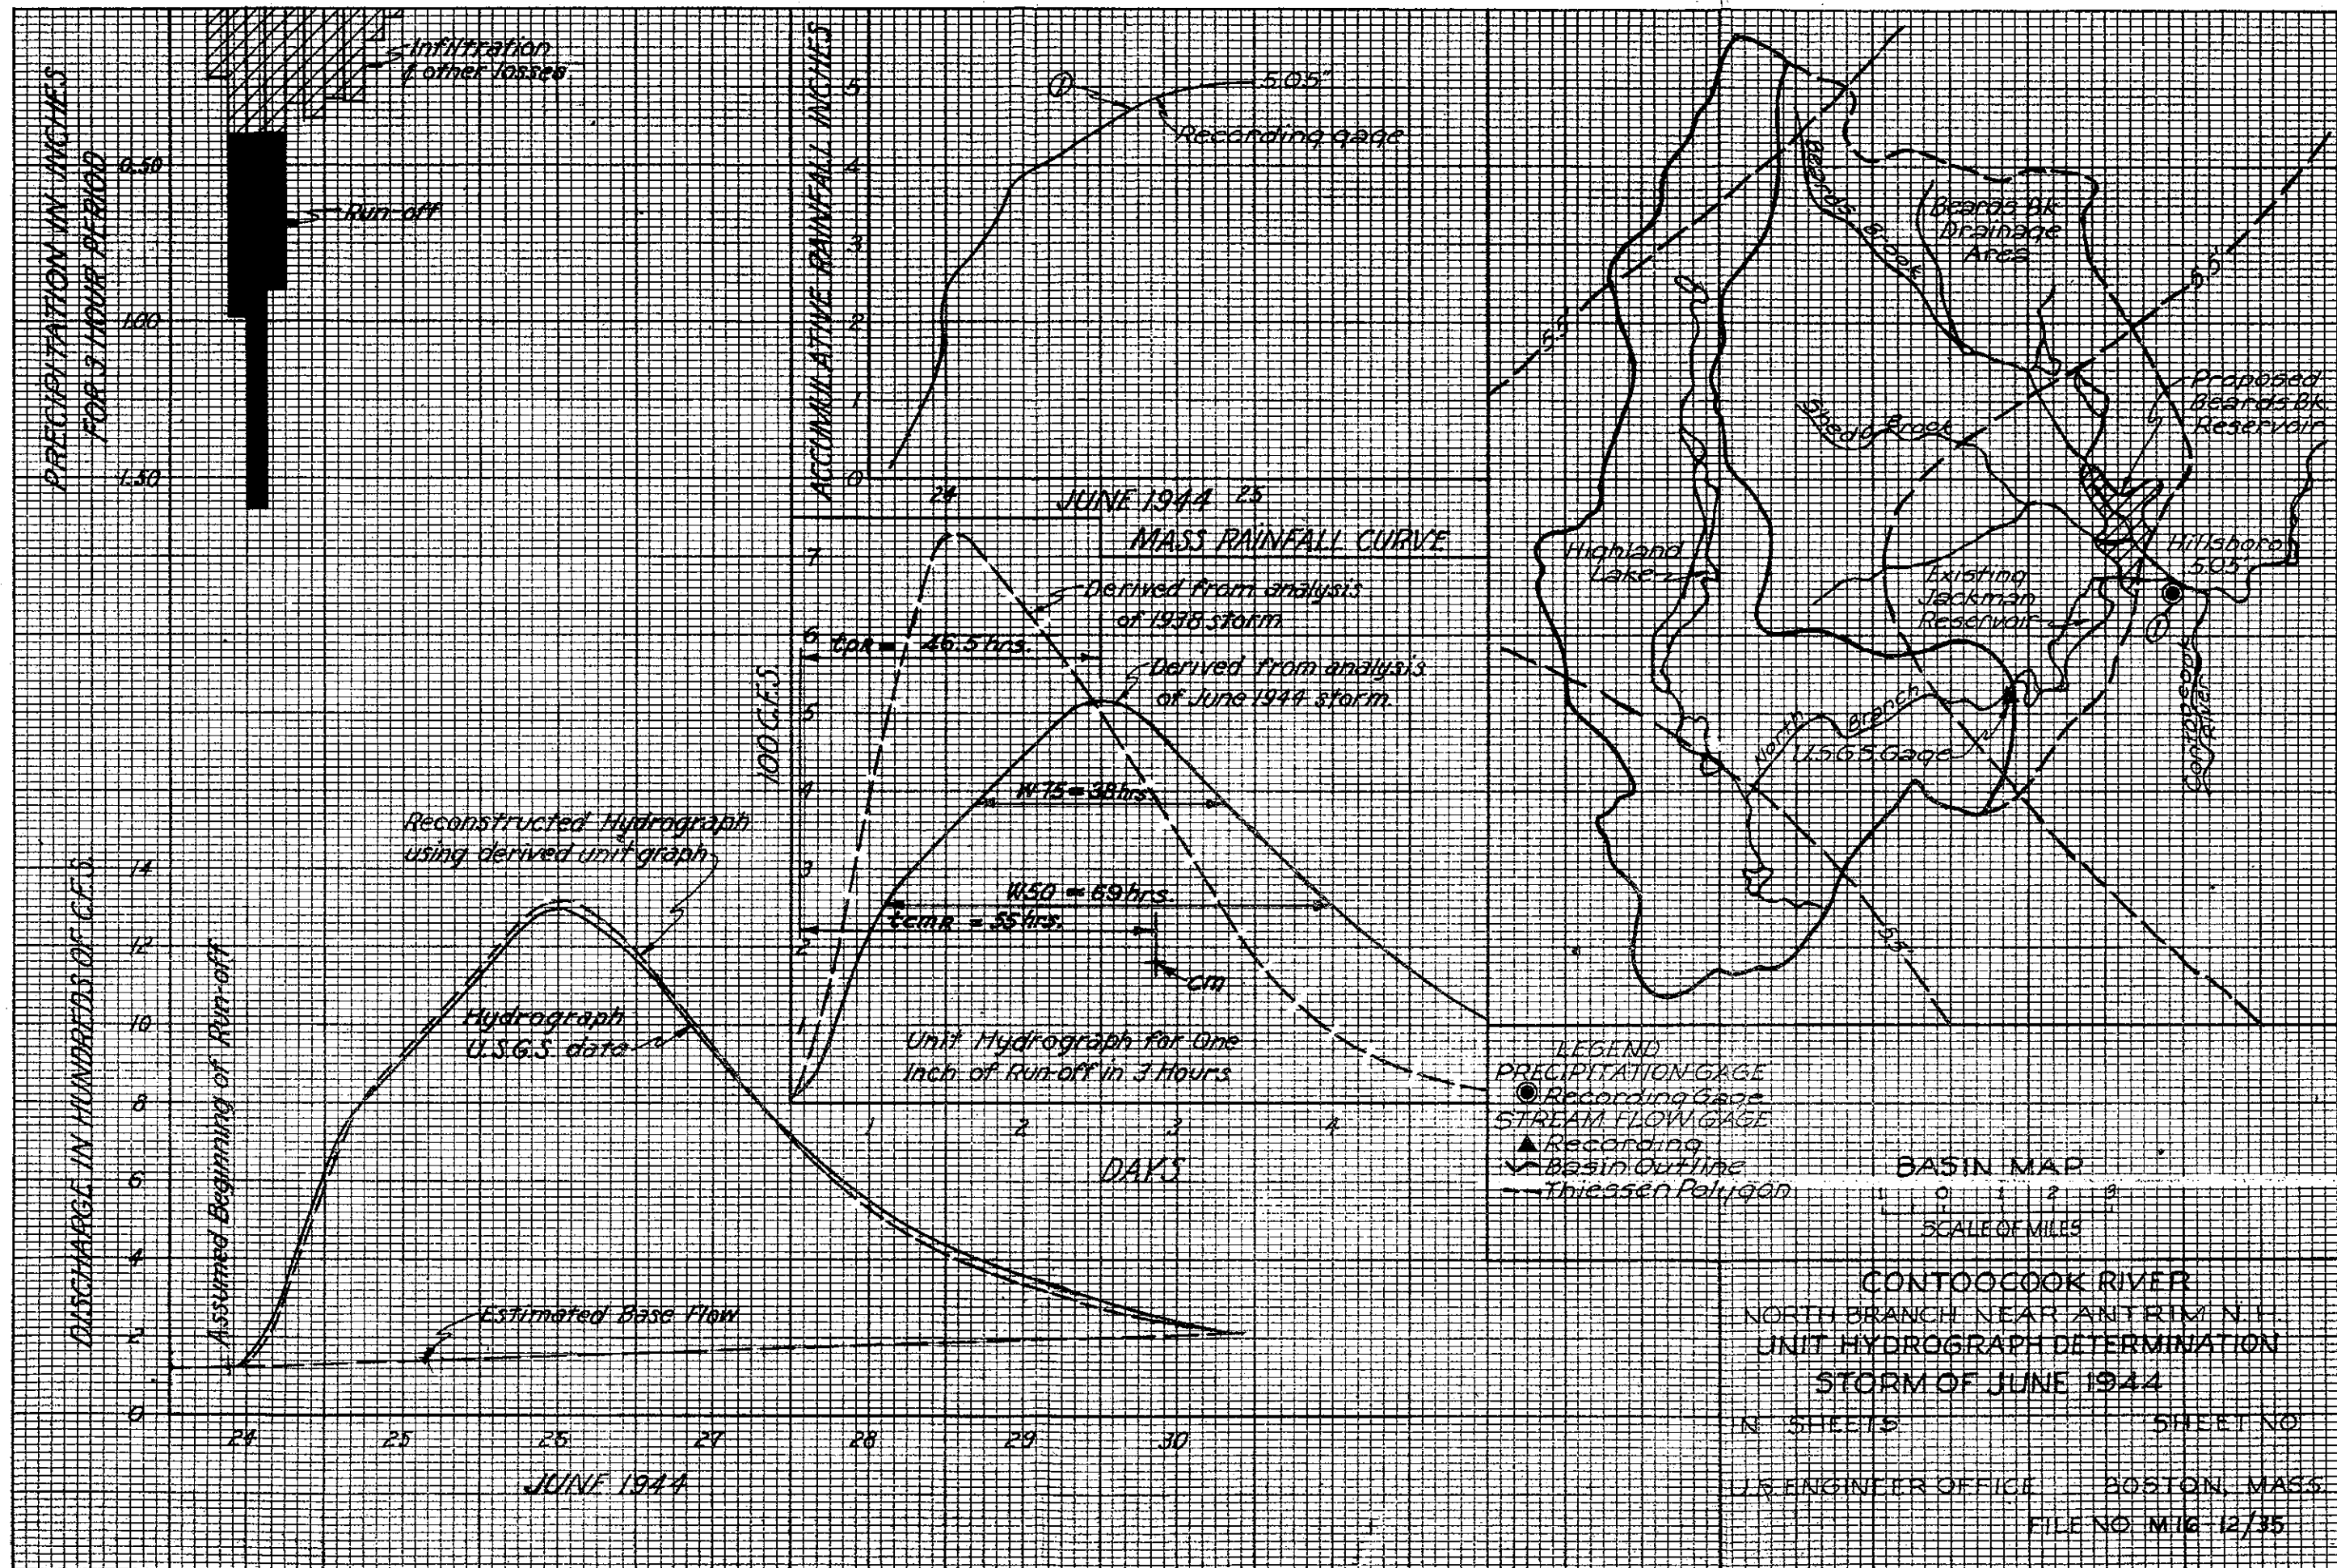 PRECIPITATION IN INCHES
FOR 3 HOUR PERIOD
0.50
1.00
1.50
Infiltration
& other losses
Run-off
ACCUMULATIVE RAINFALL INCHES
5
4
3
2
1
0
①
5.05"
Recording gage
24
JUNE 1944
25
MASS RAINFALL CURVE
100 C.F.S.
7
6
5
4
3
2
1
Derived from analysis
of 1938 storm
tpR = 46.5 hrs.
Derived from analysis
of June 1944 storm.
W75 = 38 hrs.
W50 = 69 hrs.
tcmR = 55 hrs.
cm
Unit Hydrograph for One
Inch of Run-off in 3 Hours
1
2
3
4
DAYS
DISCHARGE IN HUNDREDS OF C.F.S.
14
12
10
8
6
4
2
0
Assumed Beginning of Run-off
Reconstructed Hydrograph
using derived unit graph
Hydrograph
U.S.G.S. data
Estimated Base Flow
24
25
26
27
28
29
30
JUNE 1944
Beards Brook
Beards Bk.
Drainage
Area
5.5
5.5
Proposed
Beards Bk.
Reservoir
Shedd Brook
Highland
Lake
Hillsboro
5.05
Existing
Jackman
Reservoir
①
Contoocook
River
North Branch
U.S.G.S. Gage
5.5
LEGEND
PRECIPITATION GAGE
Recording Gage
STREAM FLOW GAGE
Recording
Basin Outline
Thiessen Polygon
BASIN MAP
1 0 1 2 3
SCALE OF MILES
CONTOOCOOK RIVER
NORTH BRANCH NEAR ANTRIM N.H.
UNIT HYDROGRAPH DETERMINATION
STORM OF JUNE 1944
IN SHEETS
SHEET NO.
U.S. ENGINEER OFFICE
BOSTON, MASS.
FILE NO. M16-12/35